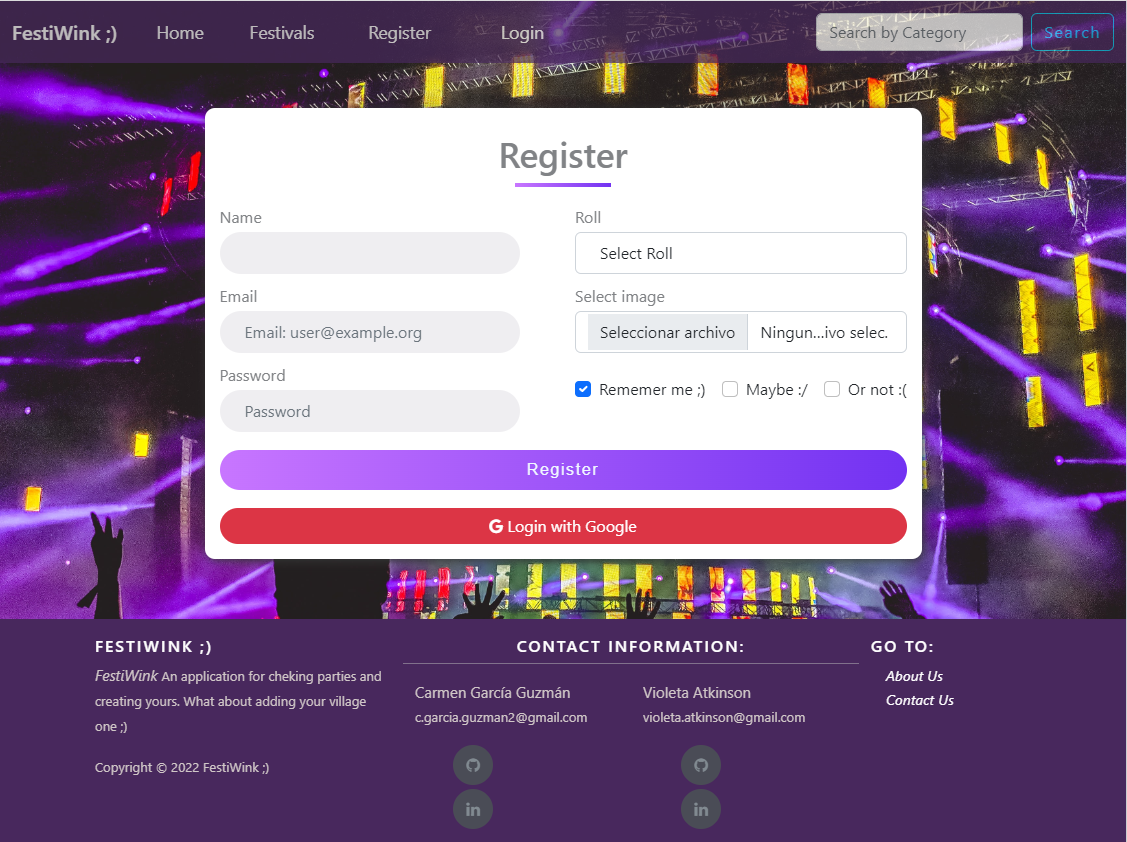 FestiWink ;) Home Festivals Register Login Search by Category Search
Register
Name
Roll
Select Roll
Email
Select image
Email: user@example.org
Seleccionar archivo Ningun...ivo selec.
Password
Password
Rememer me ;) Maybe :/ Or not :(
Register
G Login with Google
FESTIWINK ;)
FestiWink An application for cheking parties and
creating yours. What about adding your village
one ;)
Copyright © 2022 FestiWink ;)
CONTACT INFORMATION:
Carmen García Guzmán
c.garcia.guzman2@gmail.com
in
Violeta Atkinson
violeta.atkinson@gmail.com
in
GO TO:
About Us
Contact Us